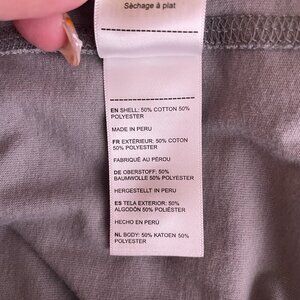 Séchage à plat
EN SHELL: 50% COTTON 50%
POLYESTER
MADE IN PERU
FR EXTÉRIEUR: 50% COTON
50% POLYESTER
FABRIQUÉ AU PÉROU
DE OBERSTOFF: 50%
BAUMWOLLE 50% POLYESTER
HERGESTELLT IN PERU
ES TELA EXTERIOR: 50%
ALGODÓN 50% POLIÉSTER
HECHO EN PERÚ
NL BODY: 50% KATOEN 50%
POLYESTER